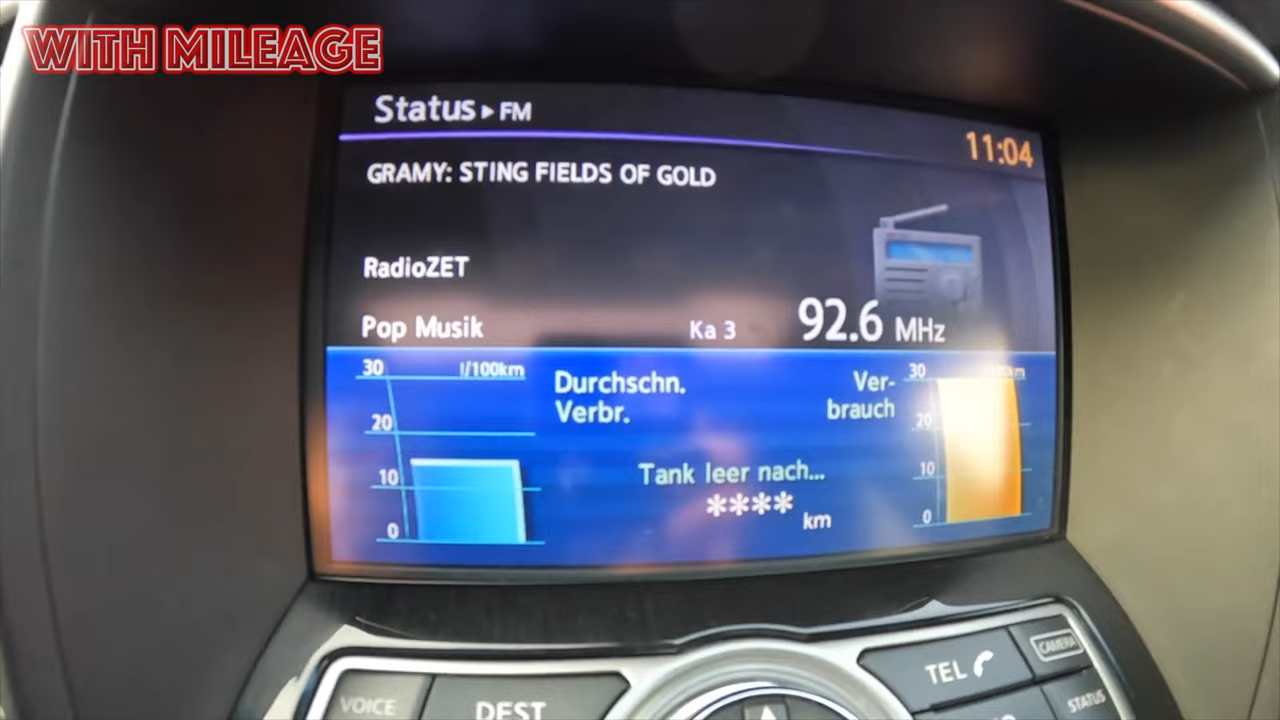 WITH MILEAGE
Status ▸ FM
11:04
GRAMY: STING FIELDS OF GOLD
RadioZET
Pop Musik
Ka 3
92.6 MHz
30
l/100km
20
10
0
Durchschn.
Verbr.
Ver-
brauch
30
20
10
0
Tank leer nach...
**** km
VOICE
DEST
TEL
CAMERA
STATUS